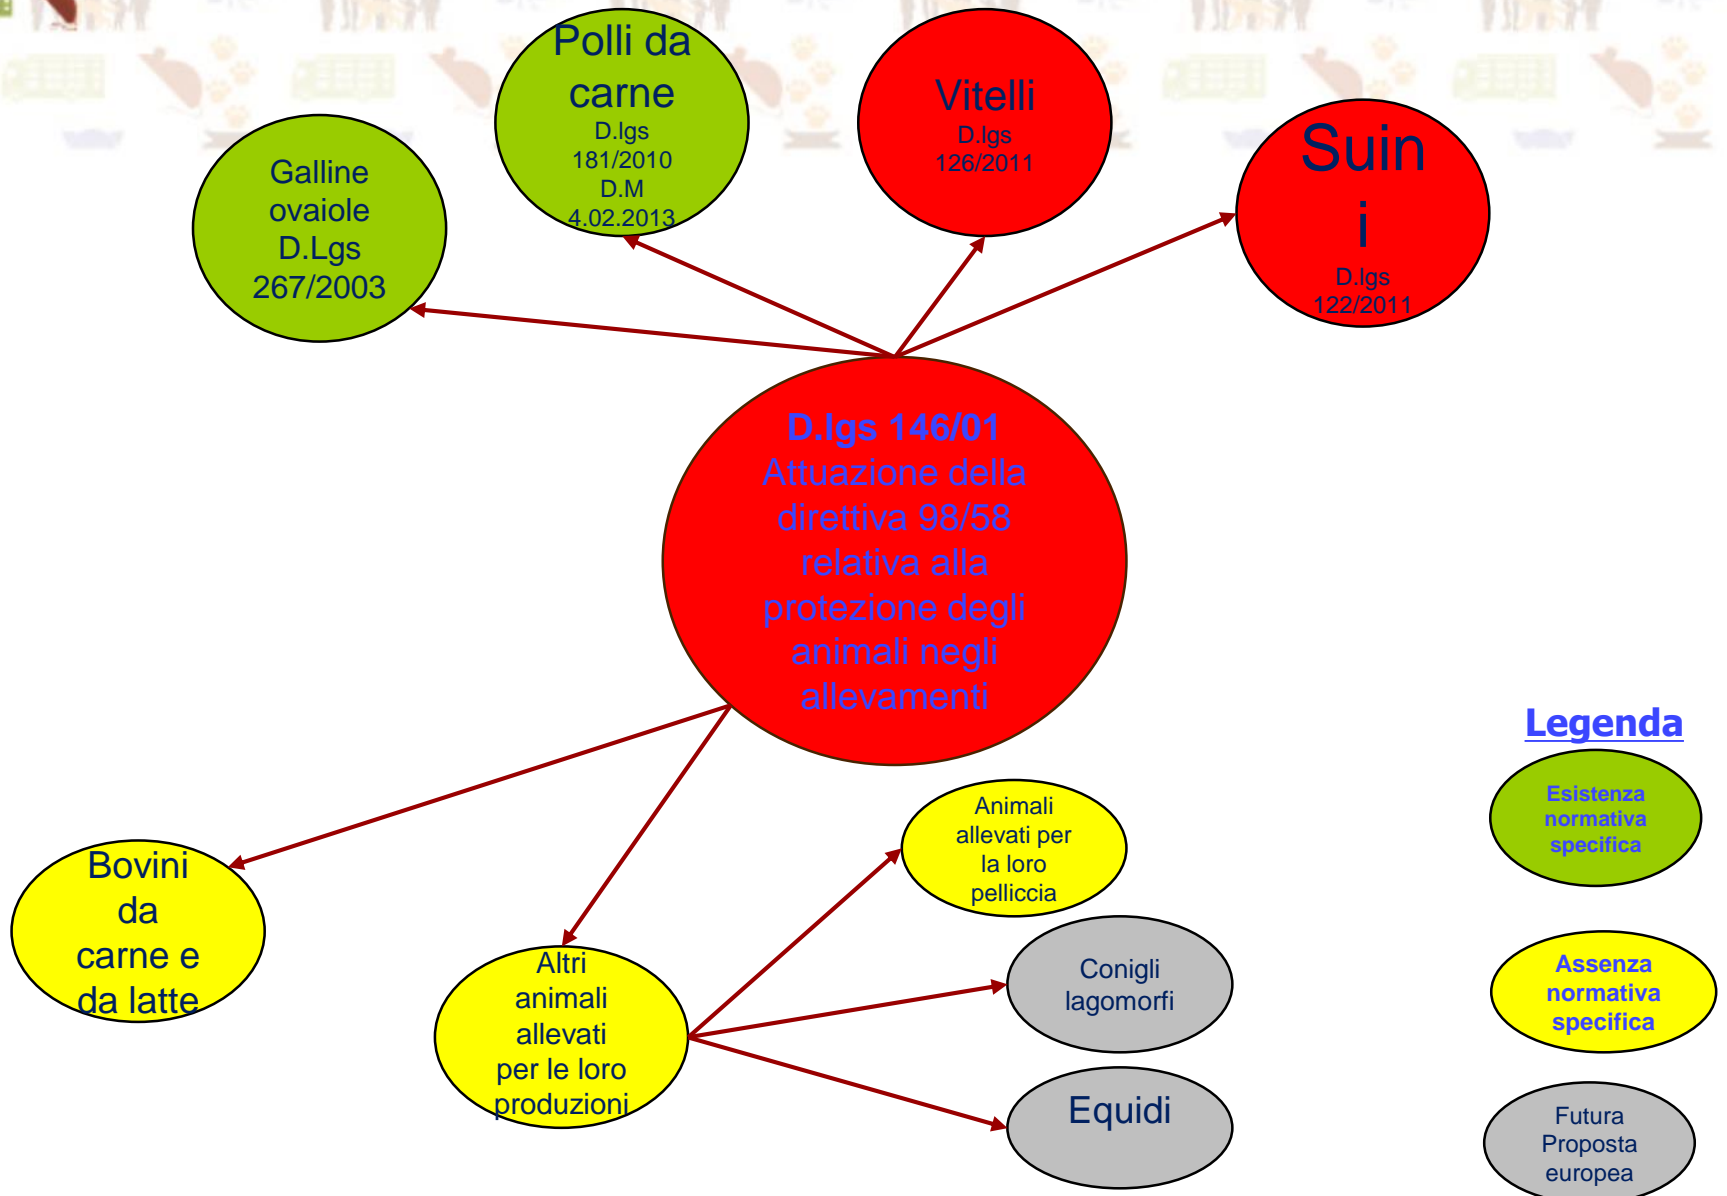 Polli da
carne
D.lgs
181/2010
D.M
4.02.2013
Vitelli
D.lgs
126/2011
Suin
i
D.lgs
122/2011
Galline
ovaiole
D.Lgs
267/2003
D.lgs 146/01
Attuazione della
direttiva 98/58
relativa alla
protezione degli
animali negli
allevamenti
Bovini
da
carne e
da latte
Altri
animali
allevati
per le loro
produzioni
Animali
allevati per
la loro
pelliccia
Conigli
lagomorfi
Equidi
Legenda
Esistenza
normativa
specifica
Assenza
normativa
specifica
Futura
Proposta
europea